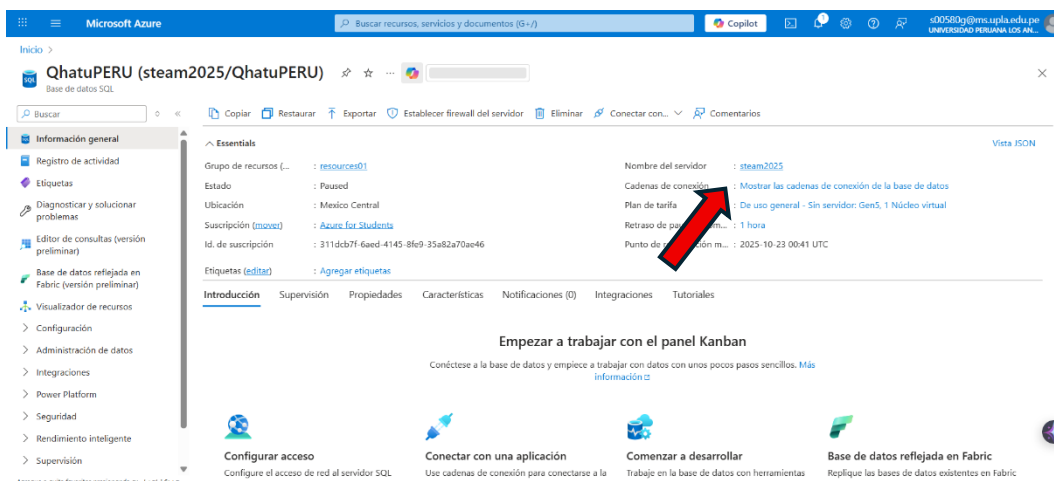 Microsoft Azure
Buscar recursos, servicios y documentos (G+/)
Copilot
1
s00580g@ms.upla.edu.pe
UNIVERSIDAD PERUANA LOS AN...
Inicio >
QhatuPERU (steam2025/QhatuPERU)
SQL
Base de datos SQL
Buscar
Copiar Restaurar Exportar Establecer firewall del servidor Eliminar Conectar con... Comentarios
Información general
Registro de actividad
Etiquetas
Diagnosticar y solucionar
problemas
Editor de consultas (versión
preliminar)
Base de datos reflejada en
Fabric (versión preliminar)
Visualizador de recursos
Configuración
Administración de datos
Integraciones
Power Platform
Seguridad
Rendimiento inteligente
Supervisión
Essentials
Vista JSON
Grupo de recursos (... : resources01
Estado : Paused
Ubicación : Mexico Central
Suscripción (mover) : Azure for Students
Id. de suscripción : 311dcb7f-6aed-4145-8fe9-35a82a70ae46
Etiquetas (editar) : Agregar etiquetas
Nombre del servidor : steam2025
Cadenas de conexión : Mostrar las cadenas de conexión de la base de datos
Plan de tarifa : De uso general - Sin servidor: Gen5, 1 Núcleo virtual
Retraso de : 1 hora
Punto de : 2025-10-23 00:41 UTC
Introducción Supervisión Propiedades Características Notificaciones (0) Integraciones Tutoriales
Empezar a trabajar con el panel Kanban
Conéctese a la base de datos y empiece a trabajar con datos con unos pocos pasos sencillos. Más
información
Configurar acceso
Configure el acceso de red al servidor SQL
Conectar con una aplicación
Use cadenas de conexión para conectarse a la
Comenzar a desarrollar
Trabaje en la base de datos con herramientas
Base de datos reflejada en Fabric
Replique las bases de datos existentes en Fabric